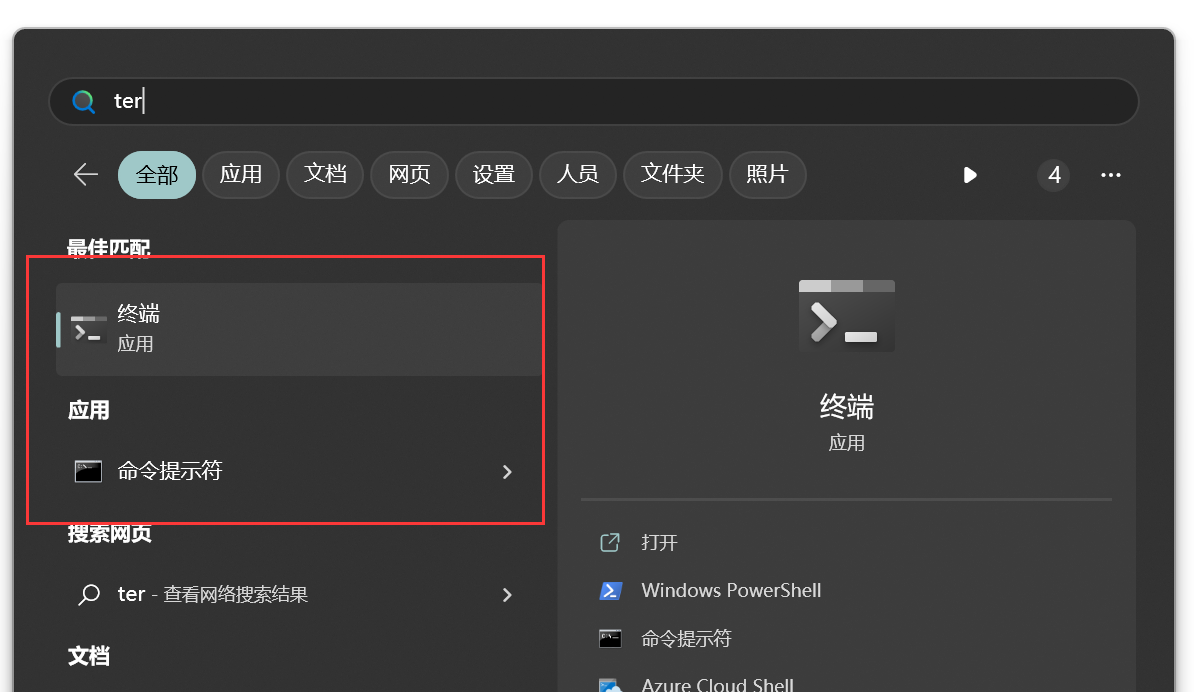 ter
全部 应用 文档 网页 设置 人员 文件夹 照片 4
最佳匹配
终端
应用
应用
命令提示符
搜索网页
ter - 查看网络搜索结果
文档
终端
应用
打开
Windows PowerShell
命令提示符
Azure Cloud Shell